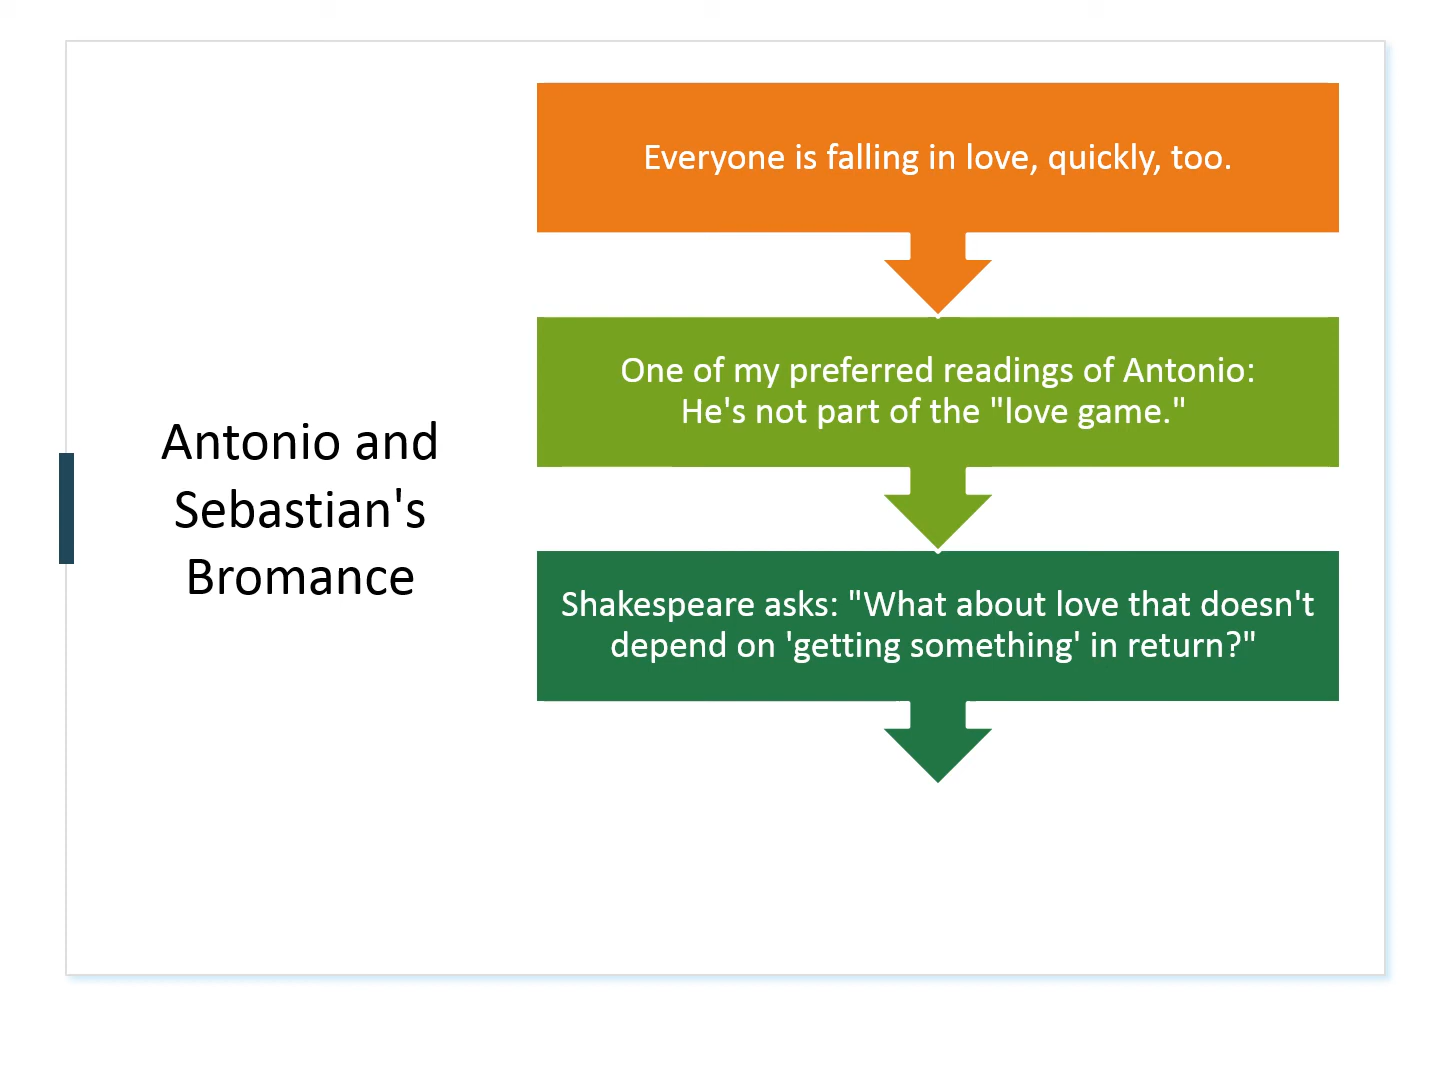 Antonio and
Sebastian's
Bromance
Everyone is falling in love, quickly, too.
One of my preferred readings of Antonio:
He's not part of the "love game."
Shakespeare asks: "What about love that doesn't
depend on 'getting something' in return?"